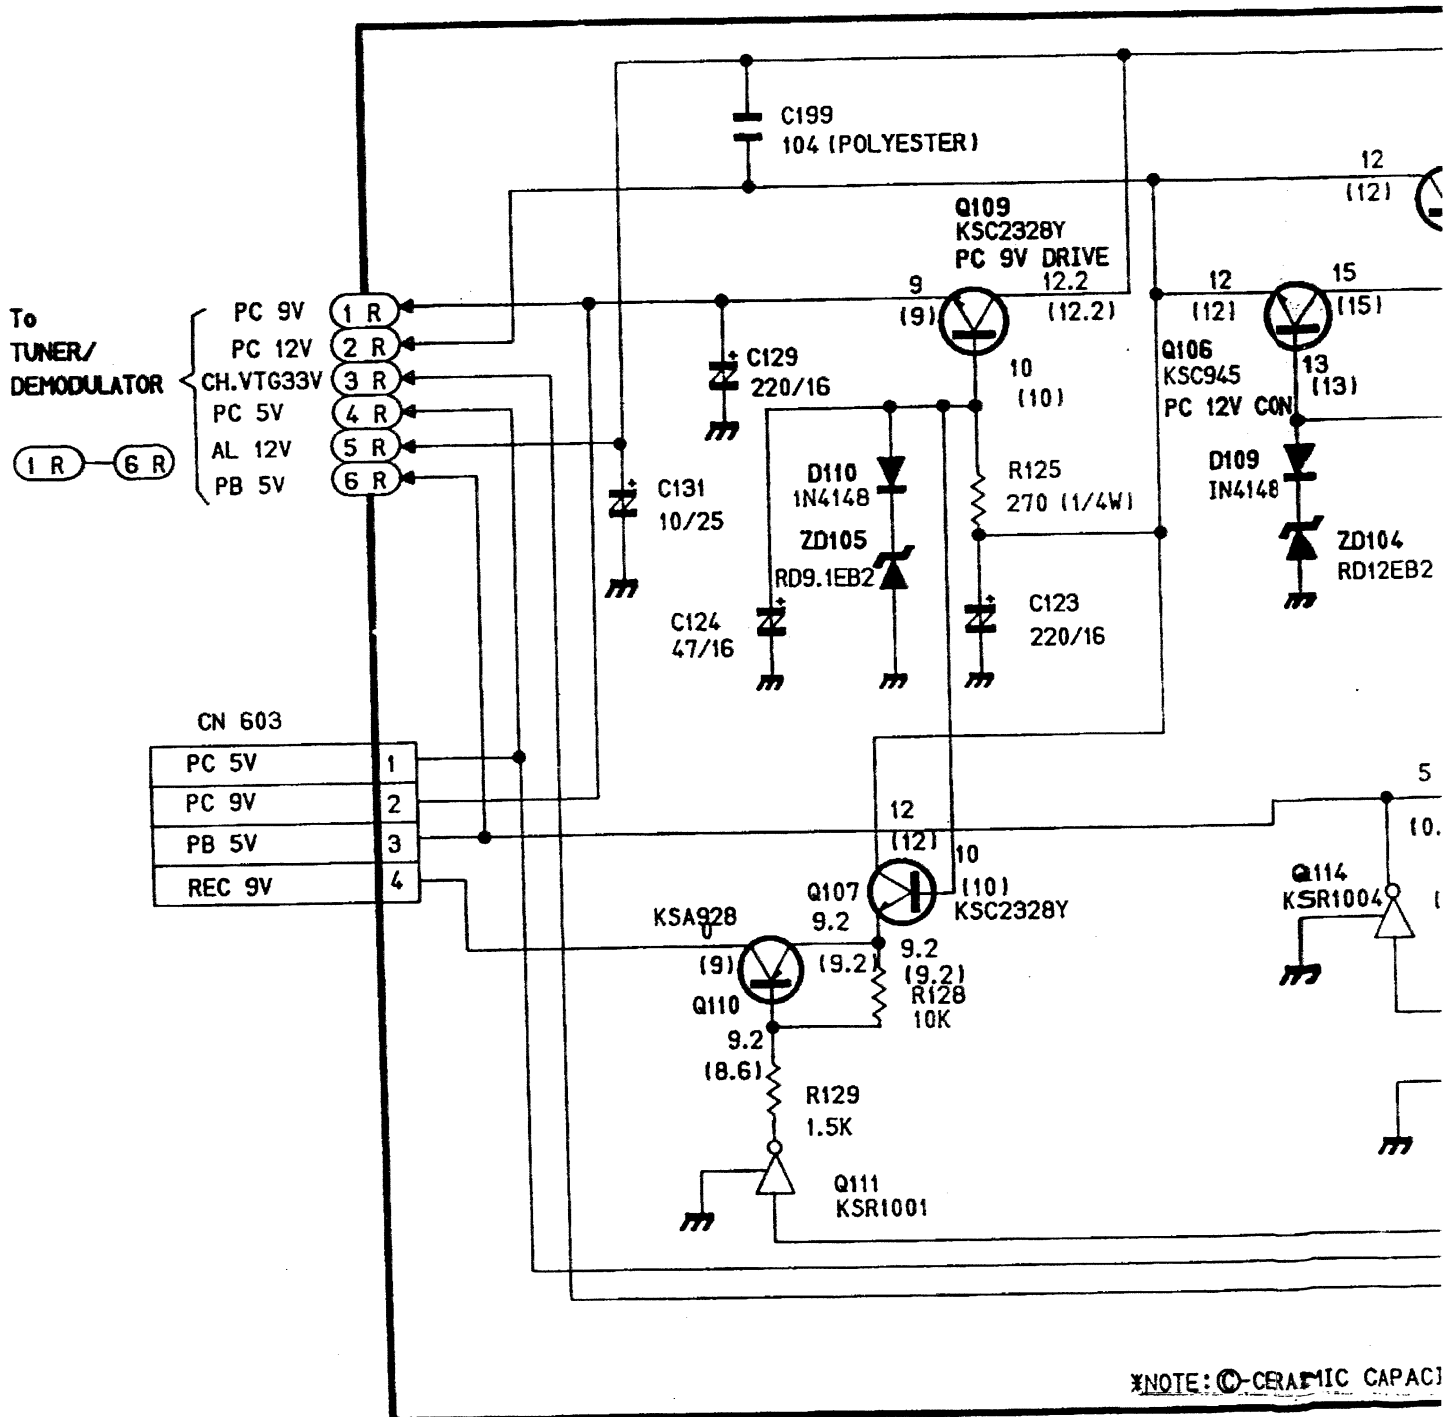 C199
104 (POLYESTER)
12
(12)
Q109
KSC2328Y
PC 9V DRIVE
9
(9)
12.2
(12.2)
12
(12)
15
(15)
To
TUNER/
DEMODULATOR
1 R
6 R
PC 9V
1 R
PC 12V
2 R
CH.VTG33V
3 R
PC 5V
4 R
AL 12V
5 R
PB 5V
6 R
+
C129
220/16
10
(10)
Q106
KSC945
PC 12V CON
13
(13)
+
C131
10/25
D110
1N4148
R125
270 (1/4W)
D109
IN4148
ZD105
RD9.1EB2
ZD104
RD12EB2
+
C124
47/16
+
C123
220/16
CN 603
PC 5V 1
PC 9V 2
PB 5V 3
REC 9V 4
5
(0.
12
(12)
10
(10)
Q107
KSC2328Y
Q114
KSR1004
(
KSA928
0
(9)
9.2
(9.2)
9.2
(9.2)
Q110
R128
10K
9.2
(8.6)
R129
1.5K
Q111
KSR1001
*NOTE: Ⓒ-CERAMIC CAPACI